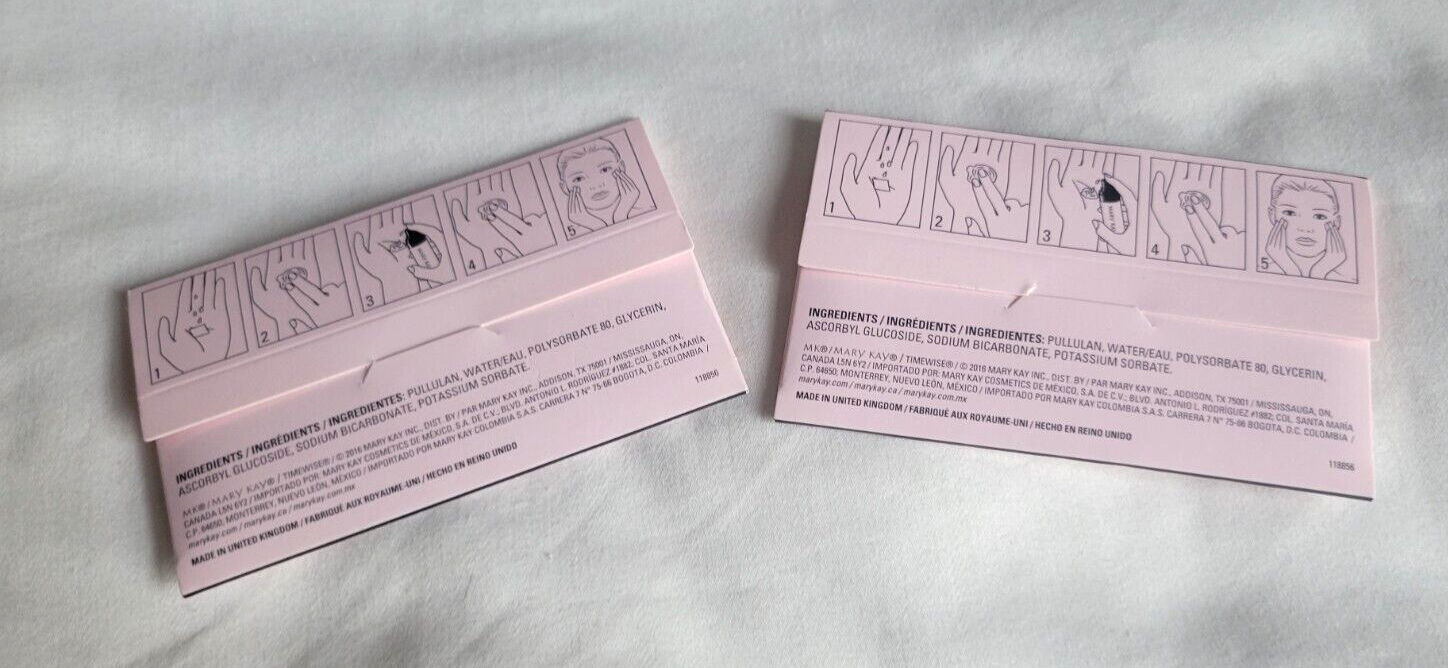 1
2
3
4
5
INGREDIENTS / INGRÉDIENTS / INGREDIENTES: PULLULAN, WATER/EAU, POLYSORBATE 80, GLYCERIN,
ASCORBYL GLUCOSIDE, SODIUM BICARBONATE, POTASSIUM SORBATE.
MK® / MARY KAY® / TIMEWISE® / © 2016 MARY KAY INC., DIST. BY / PAR MARY KAY INC., ADDISON, TX 75001 / MISSISSAUGA, ON,
CANADA L5N 6Y2 / IMPORTADO POR: MARY KAY COSMETICS DE MÉXICO, S.A. DE C.V., BLVD. ANTONIO L. RODRÍGUEZ #1882, COL. SANTA MARÍA
C.P. 64650, MONTERREY, NUEVO LEÓN, MÉXICO / IMPORTADO POR MARY KAY COLOMBIA S.A.S. CARRERA 7 N° 75-66 BOGOTA, D.C. COLOMBIA /
marykay.com / marykay.ca / marykay.com.mx
118856
MADE IN UNITED KINGDOM / FABRIQUÉ AUX ROYAUME-UNI / HECHO EN REINO UNIDO
1
2
3
4
5
MARY K
INGREDIENTS / INGRÉDIENTS / INGREDIENTES: PULLULAN, WATER/EAU, POLYSORBATE 80, GLYCERIN,
ASCORBYL GLUCOSIDE, SODIUM BICARBONATE, POTASSIUM SORBATE.
MK® / MARY KAY® / TIMEWISE® / © 2016 MARY KAY INC., DIST. BY / PAR MARY KAY INC., ADDISON, TX 75001 / MISSISSAUGA, ON,
CANADA L5N 6Y2 / IMPORTADO POR: MARY KAY COSMETICS DE MÉXICO, S.A. DE C.V., BLVD. ANTONIO L. RODRÍGUEZ #1882, COL. SANTA MARÍA
C.P. 64650, MONTERREY, NUEVO LEÓN, MÉXICO / IMPORTADO POR MARY KAY COLOMBIA S.A.S. CARRERA 7 N° 75-66 BOGOTA, D.C. COLOMBIA /
marykay.com / marykay.ca / marykay.com.mx
MADE IN UNITED KINGDOM / FABRIQUÉ AUX ROYAUME-UNI / HECHO EN REINO UNIDO
118856